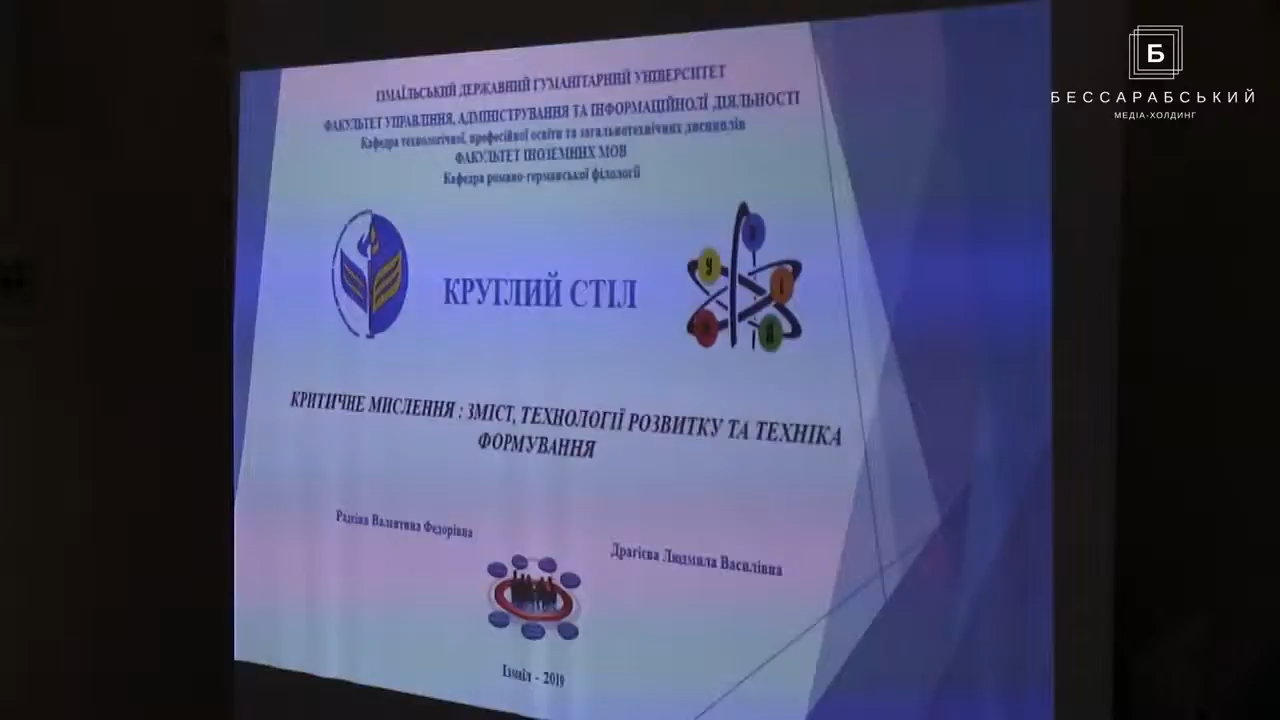 ІЗМАЇЛЬСЬКИЙ ДЕРЖАВНИЙ ГУМАНІТАРНИЙ УНІВЕРСИТЕТ
ФАКУЛЬТЕТ УПРАВЛІННЯ, АДМІНІСТРУВАННЯ ТА ІНФОРМАЦІЙНОЇ ДІЯЛЬНОСТІ
Кафедра технологічної, професійної освіти та загальнотехнічних дисциплін
ФАКУЛЬТЕТ ІНОЗЕМНИХ МОВ
Кафедра романо-германської філології
КРУГЛИЙ СТІЛ
КРИТИЧНЕ МИСЛЕННЯ : ЗМІСТ, ТЕХНОЛОГІЇ РОЗВИТКУ ТА ТЕХНІКА
ФОРМУВАННЯ
Валентина Федорівна
Драгієва Людмила Василівна
Ізмаїл - 2019
Б
БЕССАРАБСЬКИЙ
МЕДІА-ХОЛДИНГ